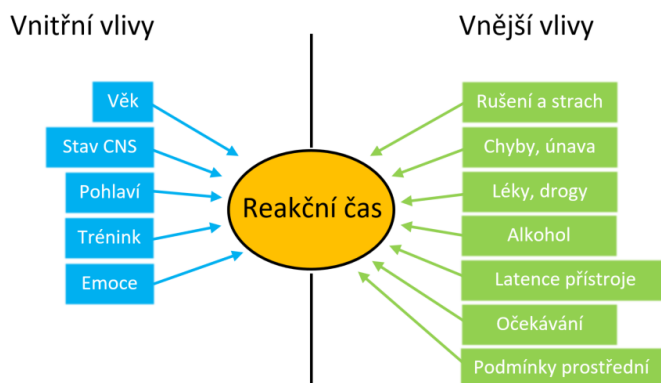 Vnitřní vlivy
Věk
Stav CNS
Pohlaví
Trénink
Emoce
Reakční čas
Vnější vlivy
Rušení a strach
Chyby, únava
Léky, drogy
Alkohol
Latence přístroje
Očekávání
Podmínky prostřední